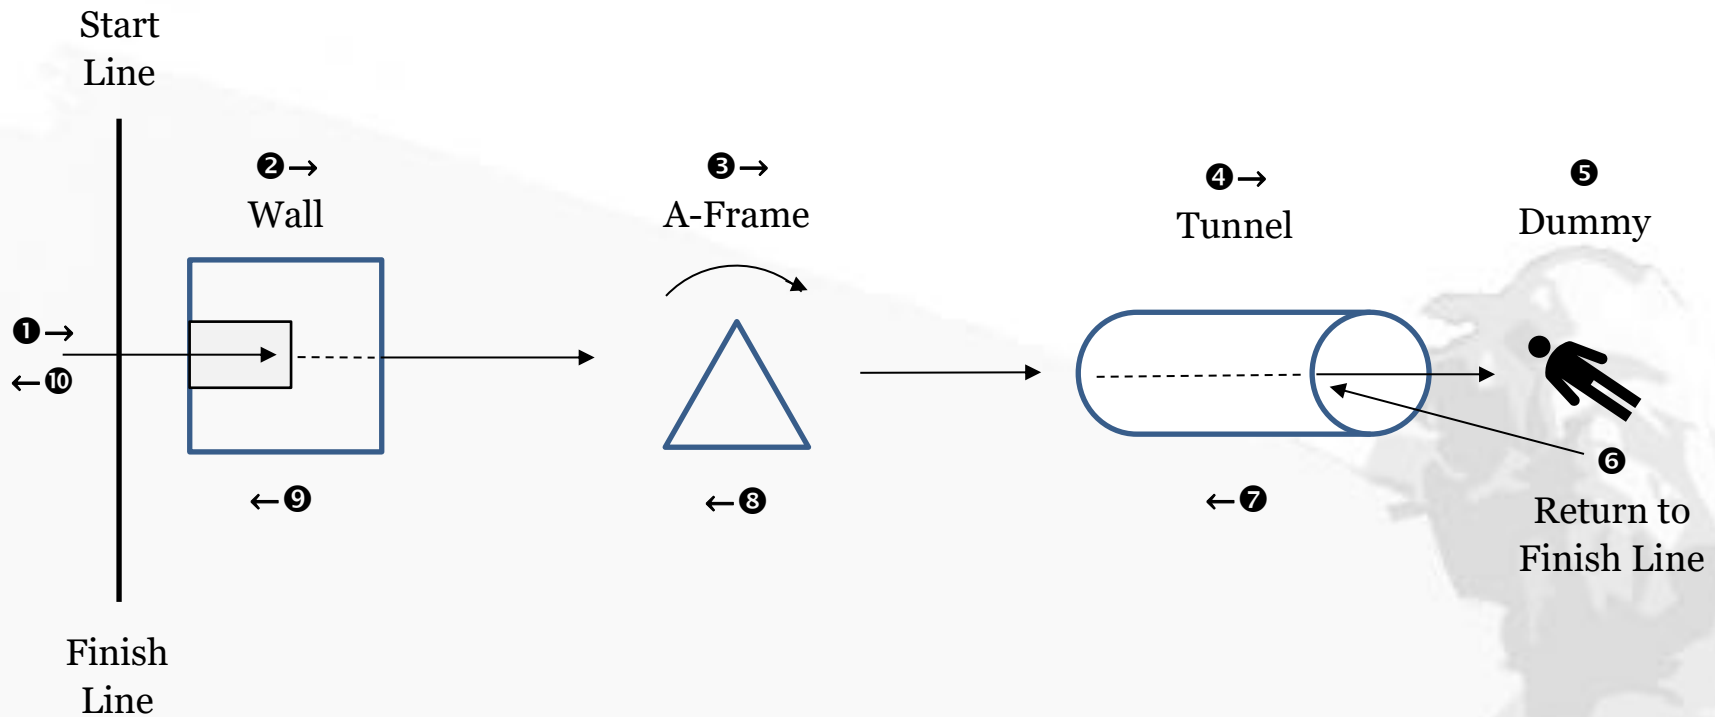 Start
Line
❷→
Wall
❸→
A-Frame
❹→
Tunnel
❺
Dummy
❶→
←❿
❻
Return to
Finish Line
←❾
←❽
←❼
Finish
Line